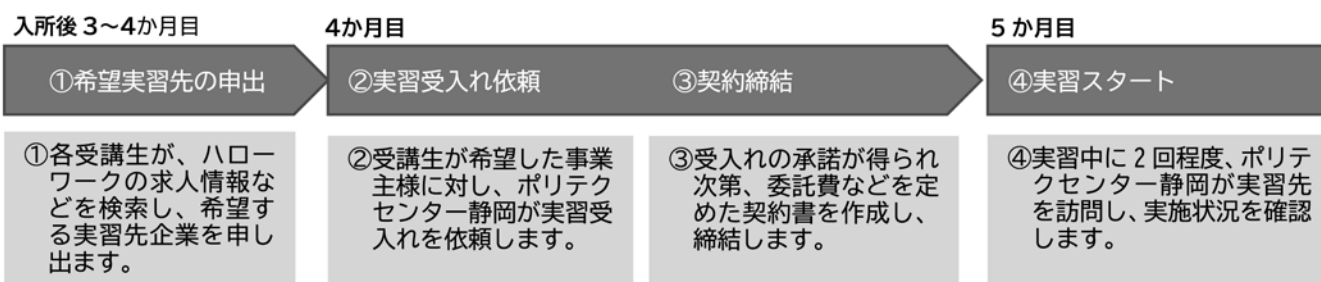 入所後3～4か月目
4か月目
5か月目
①希望実習先の申出
②実習受入れ依頼
③契約締結
④実習スタート
①各受講生が、ハロー
ワークの求人情報な
どを検索し、希望す
る実習先企業を申し
出ます。
②受講生が希望した事業
主様に対し、ポリテク
センター静岡が実習受
入れを依頼します。
③受入れの承諾が得られ
次第、委託費などを定
めた契約書を作成し、
締結します。
④実習中に2回程度、ポリテ
クセンター静岡が実習先
を訪問し、実施状況を確認
します。